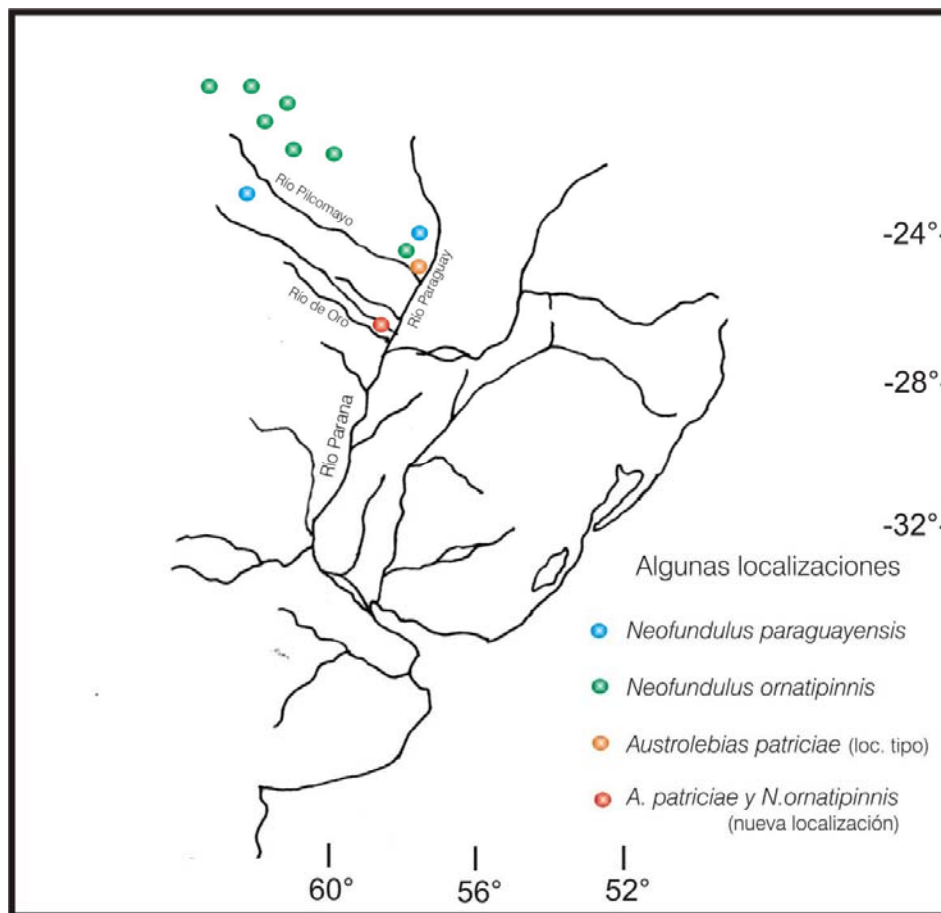 Río Pilcomayo
-24°-
Río Paraguay
Río de Oro
-28°-
Rio Parana
-32°-
Algunas localizaciones
Neofundulus paraguayensis
Neofundulus ornatipinnis
Austrolebias patriciae (loc. tipo)
A. patriciae y N.ornatipinnis
(nueva localización)
60° 56° 52°